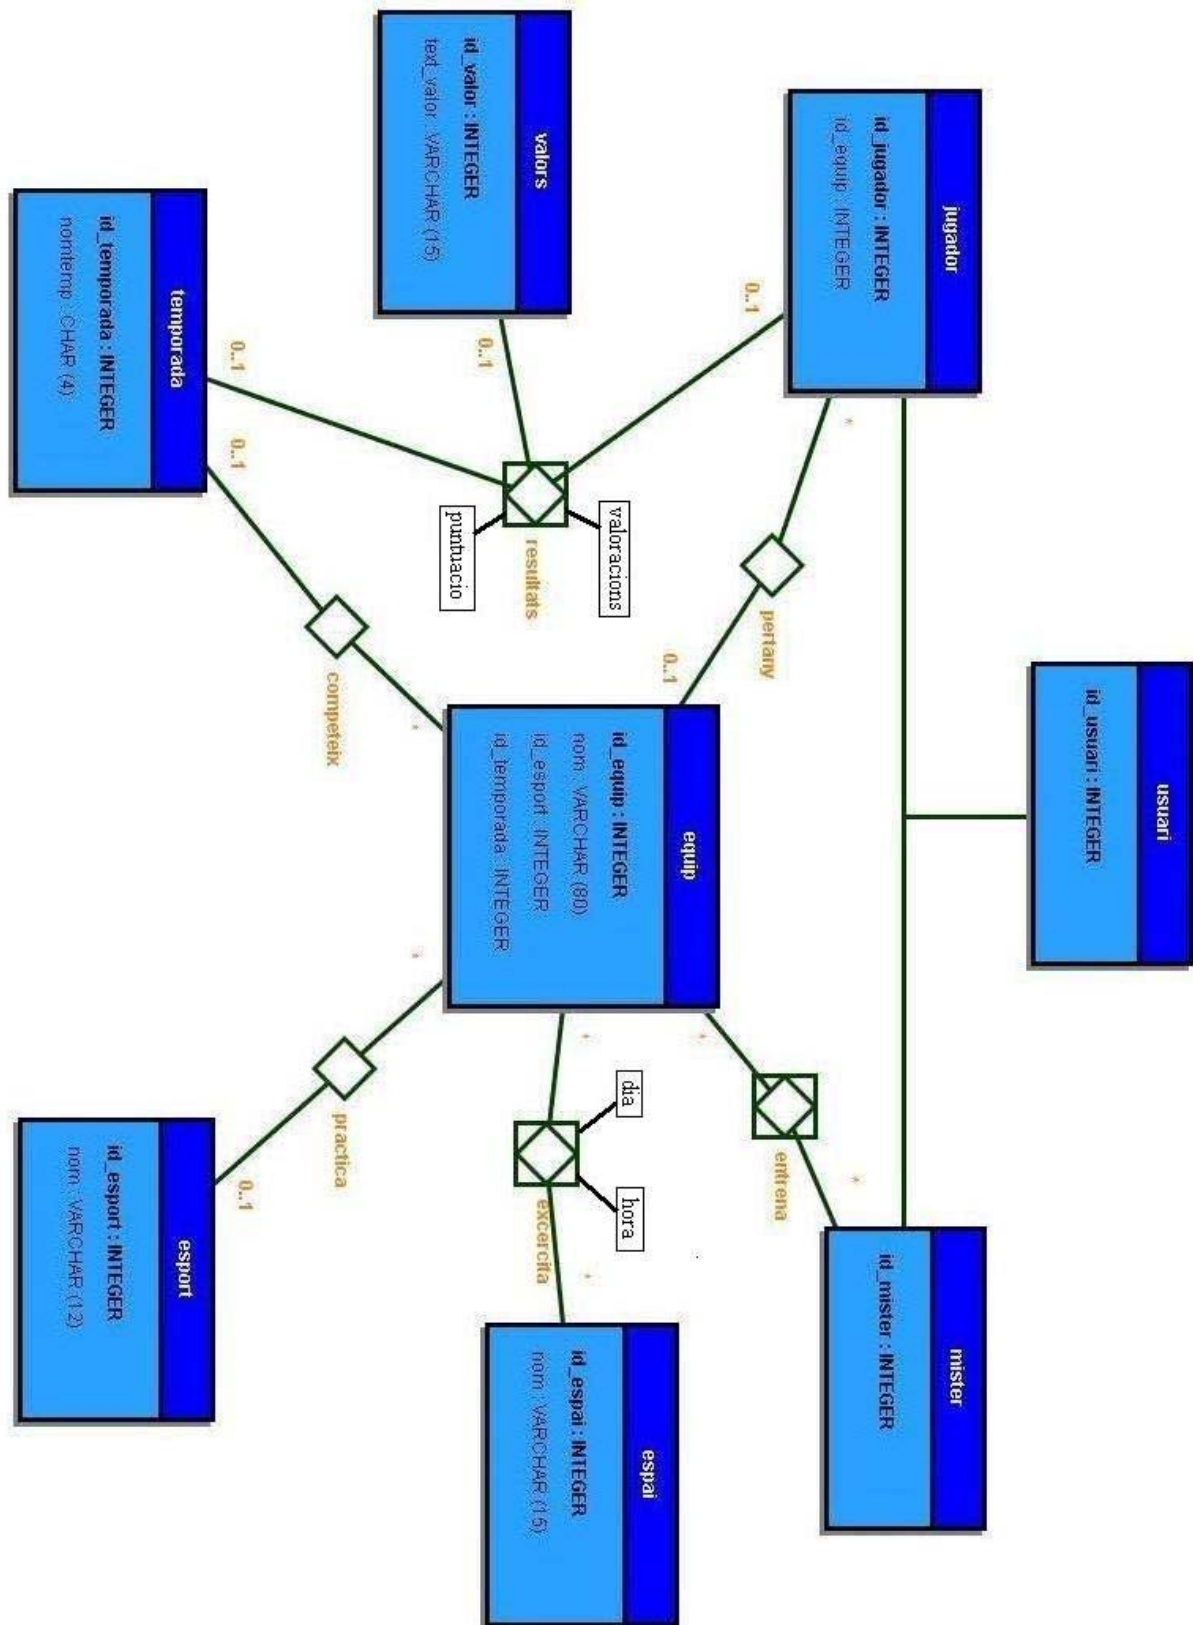 usuari
id_usuari : INTEGER
jugador
id_jugador : INTEGER
id_equip : INTEGER
mister
id_mister : INTEGER
*
pertany
0..1
*
entrena
*
0..1
valors
id_valor : INTEGER
text_valor : VARCHAR (15)
0..1
valoracions
resultats
puntuacio
equip
id_equip : INTEGER
nom : VARCHAR (80)
id_esport : INTEGER
id_temporada : INTEGER
*
dia
hora
excercita
*
espai
id_espai : INTEGER
nom : VARCHAR (15)
0..1
0..1
competeix
*
*
practica
0..1
temporada
id_temporada : INTEGER
nomtemp : CHAR (4)
esport
id_esport : INTEGER
nom : VARCHAR (12)